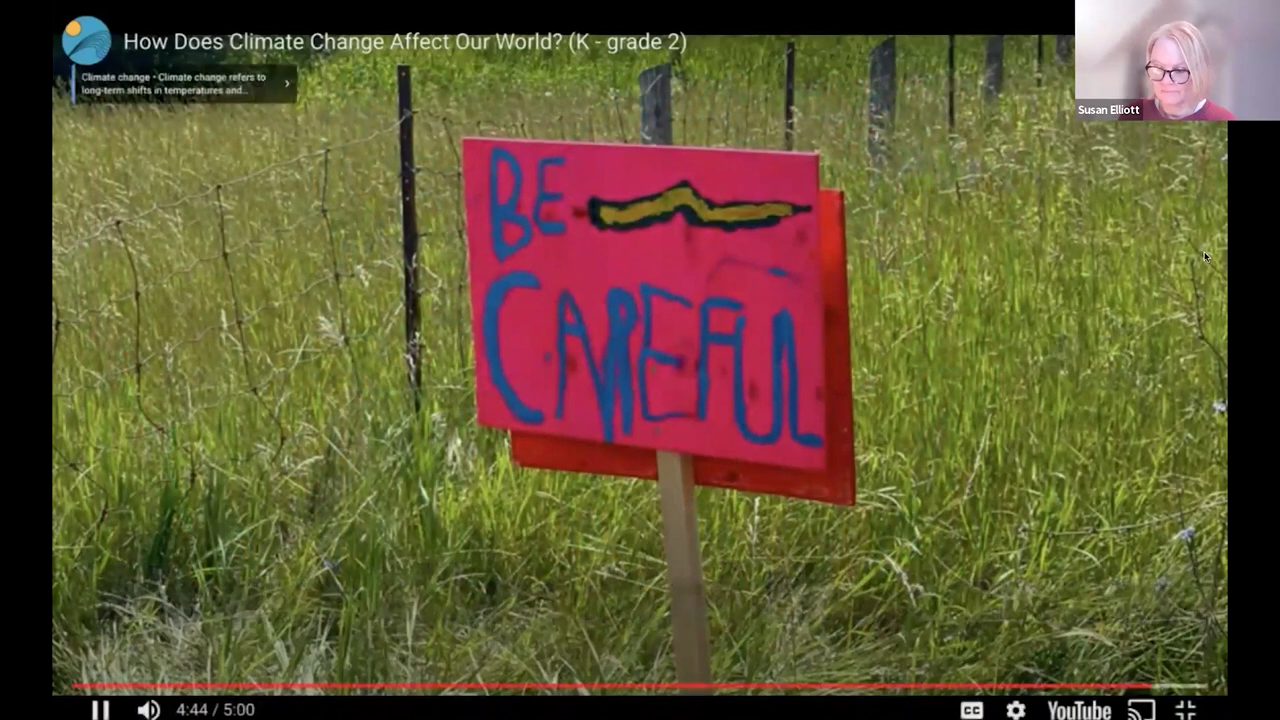 How Does Climate Change Affect Our World? (K - grade 2)
Climate change • Climate change refers to
long-term shifts in temperatures and...
Susan Elliott
BE
CAREFUL
4:44 / 5:00
CC
YouTube